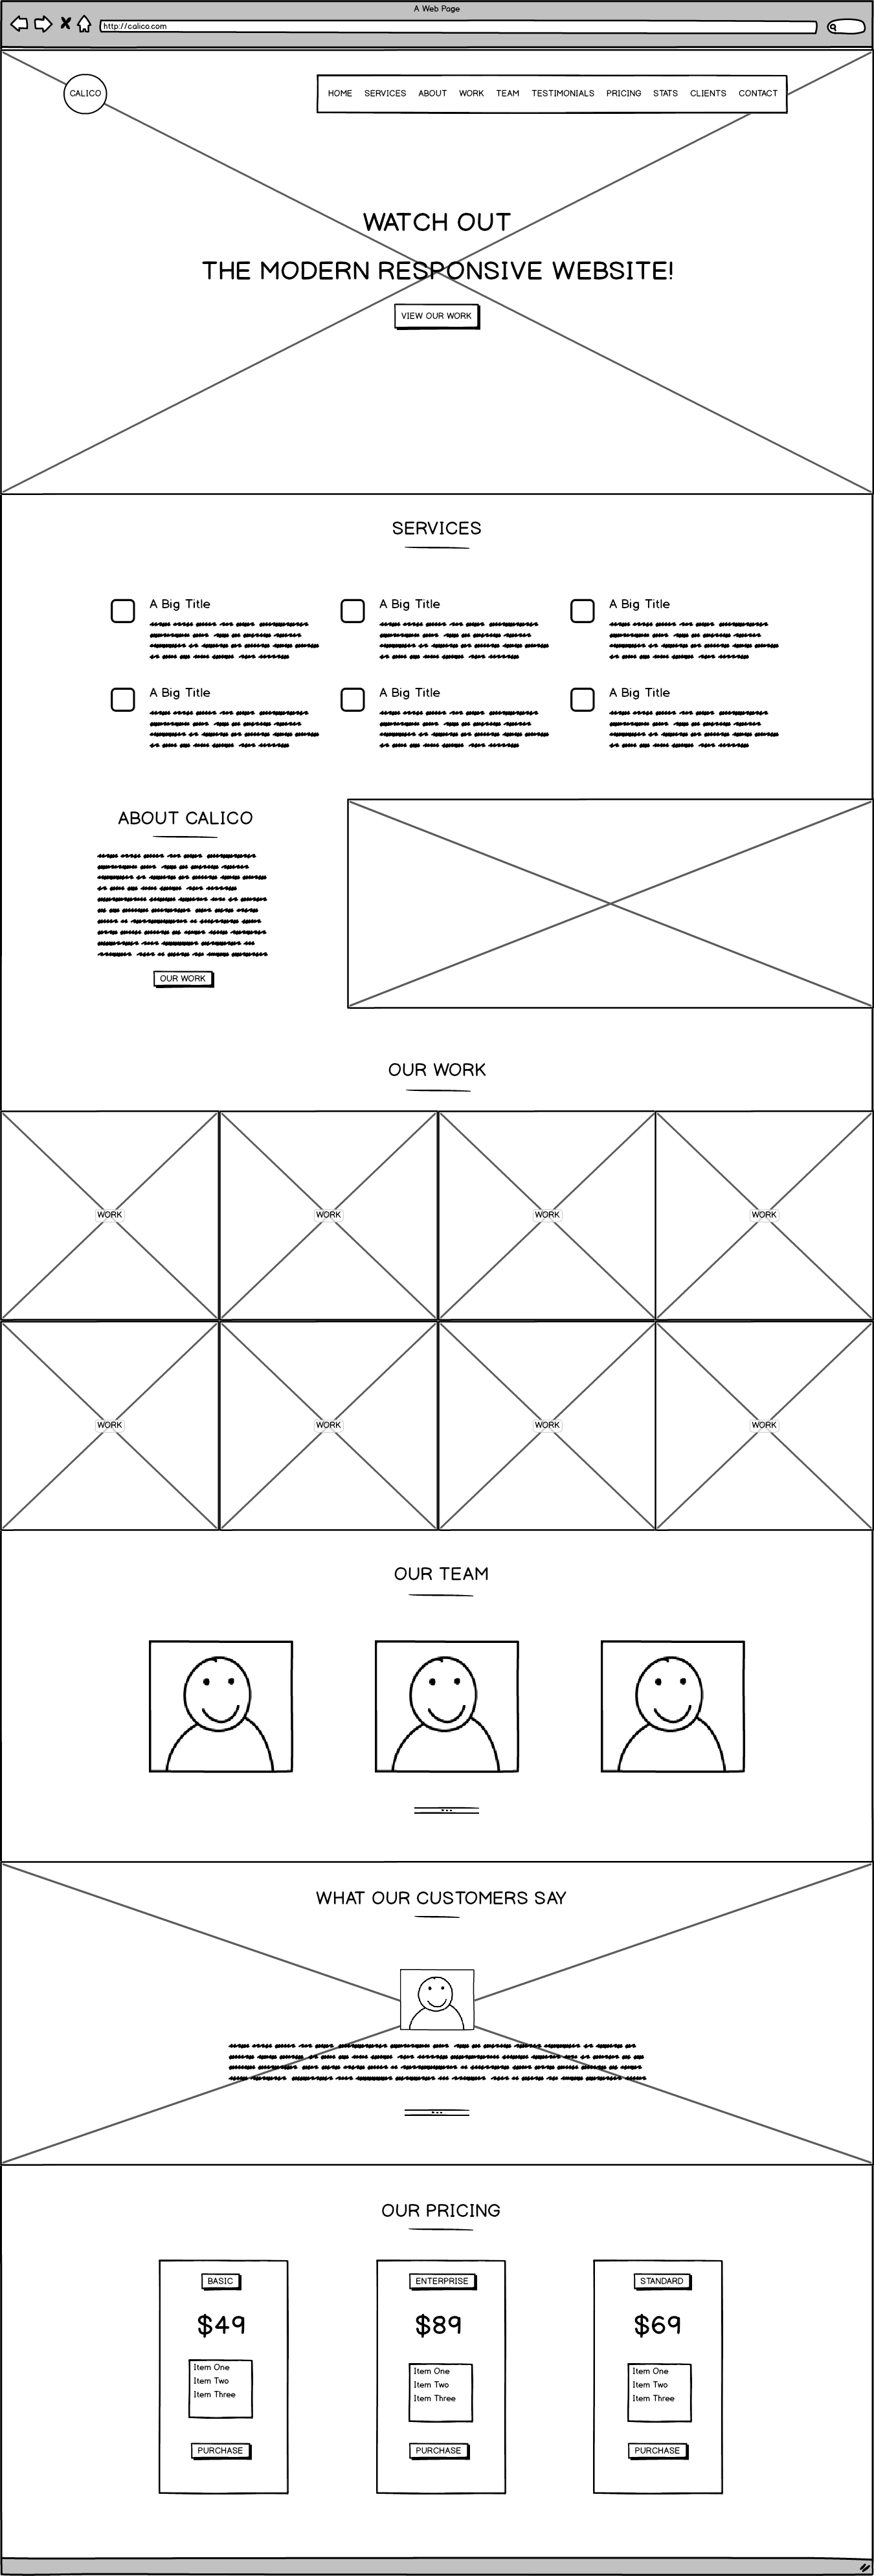 A Web Page
http://calico.com
CALICO
HOME SERVICES ABOUT WORK TEAM TESTIMONIALS PRICING STATS CLIENTS CONTACT
WATCH OUT
THE MODERN RESPONSIVE WEBSITE!
VIEW OUR WORK
SERVICES
A Big Title A Big Title A Big Title
A Big Title A Big Title A Big Title
ABOUT CALICO
OUR WORK
OUR WORK
WORK WORK WORK WORK
WORK WORK WORK WORK
OUR TEAM
WHAT OUR CUSTOMERS SAY
OUR PRICING
BASIC
$49
Item One
Item Two
Item Three
PURCHASE
ENTERPRISE
$89
Item One
Item Two
Item Three
PURCHASE
STANDARD
$69
Item One
Item Two
Item Three
PURCHASE